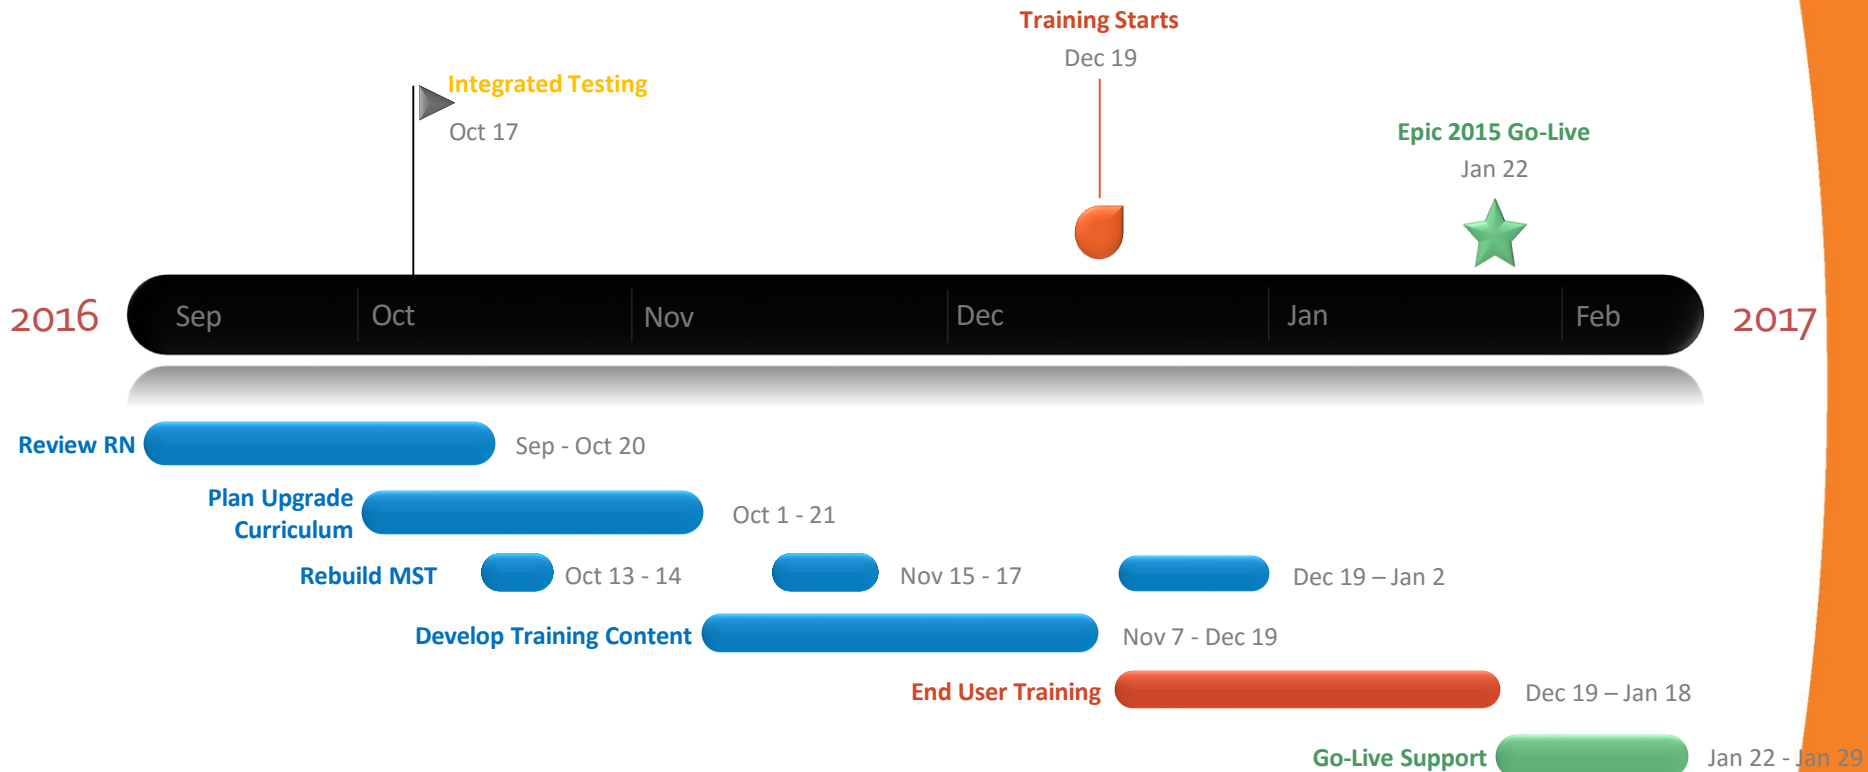 Training Starts
Dec 19
Integrated Testing
Oct 17
Epic 2015 Go-Live
Jan 22
2016
Sep
Oct
Nov
Dec
Jan
Feb
2017
Review RN
Sep - Oct 20
Plan Upgrade
Curriculum
Oct 1 - 21
Rebuild MST
Oct 13 - 14
Nov 15 - 17
Dec 19 – Jan 2
Develop Training Content
Nov 7 - Dec 19
End User Training
Dec 19 – Jan 18
Go-Live Support
Jan 22 - Jan 29